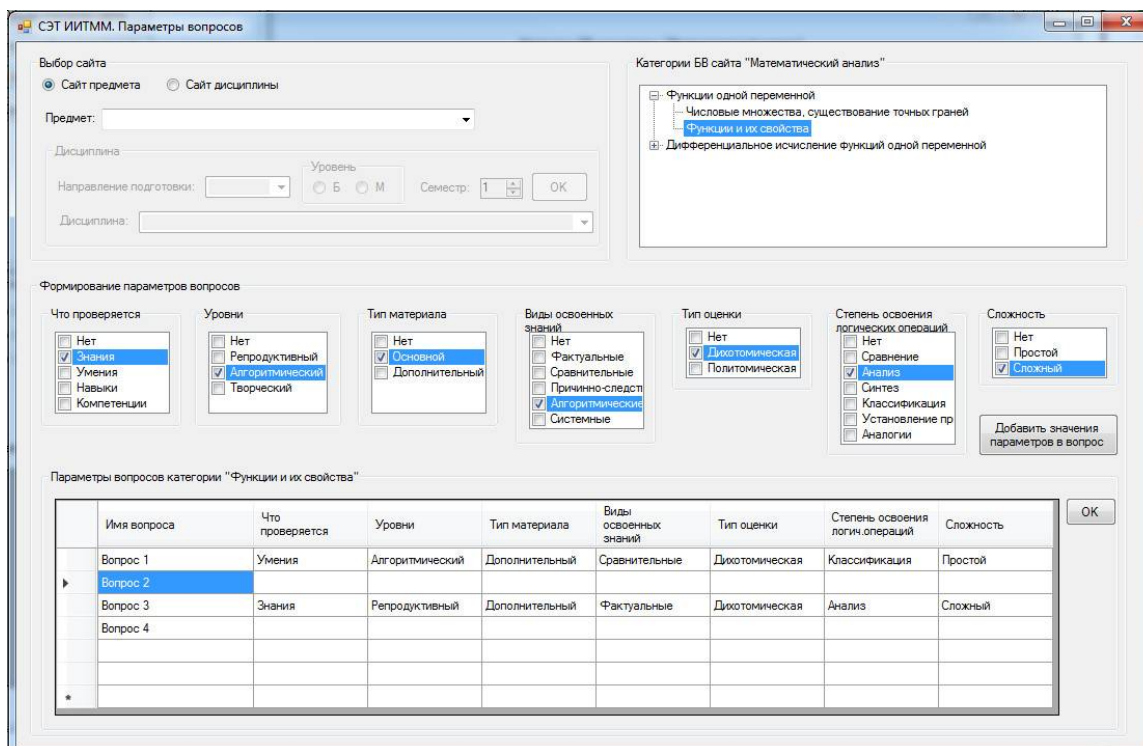 СЭТ ИИТММ. Параметры вопросов
Выбор сайта
Сайт предмета Сайт дисциплины
Предмет:
Дисциплина
Направление подготовки:
Уровень
Б М
Семестр: 1
OK
Дисциплина:
Категории БВ сайта "Математический анализ"
Функции одной переменной
Числовые множества, существование точных граней
Функции и их свойства
Дифференциальное исчисление функций одной переменной
Формирование параметров вопросов
Что проверяется
Нет
Знания
Умения
Навыки
Компетенции
Уровни
Нет
Репродуктивный
Алгоритмический
Творческий
Тип материала
Нет
Основной
Дополнительный
Виды освоенных
знаний
Нет
Фактуальные
Сравнительные
Причинно-следст
Алгоритмические
Системные
Тип оценки
Нет
Дихотомическая
Политомическая
Степень освоения
логических операций
Нет
Сравнение
Анализ
Синтез
Классификация
Установление пр
Аналогии
Сложность
Нет
Простой
Сложный
Добавить значения
параметров в вопрос
Параметры вопросов категории "Функции и их свойства"
Имя вопроса Что проверяется Уровни Тип материала Виды освоенных знаний Тип оценки Степень освоения логич.операций Сложность
Вопрос 1 Умения Алгоритмический Дополнительный Сравнительные Дихотомическая Классификация Простой
Вопрос 2
Вопрос 3 Знания Репродуктивный Дополнительный Фактуальные Дихотомическая Анализ Сложный
Вопрос 4
*
OK